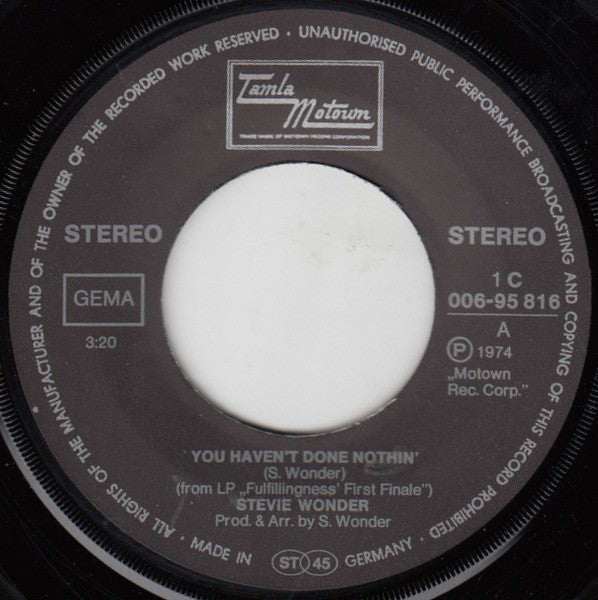 ALL RIGHTS OF THE MANUFACTURER AND OF THE OWNER OF THE RECORDED WORK RESERVED · UNAUTHORISED PUBLIC PERFORMANCE BROADCASTING AND COPYING OF THIS RECORD PROHIBITED
Tamla
Motown
TRADE MARK OF MOTOWN RECORD CORPORATION
STEREO
STEREO
GEMA
3:20
1 C
006-95 816
A
Ⓟ 1974
„Motown
Rec. Corp."
YOU HAVEN'T DONE NOTHIN'
(S. Wonder)
(from LP „Fulfillingness' First Finale")
STEVIE WONDER
Prod. & Arr. by S. Wonder
· MADE IN ST 45 GERMANY ·